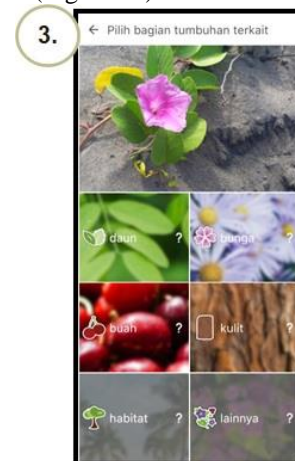 3.
← Pilih bagian tumbuhan terkait
daun ? bunga ?
buah ? kulit ?
habitat ? lainnya ?